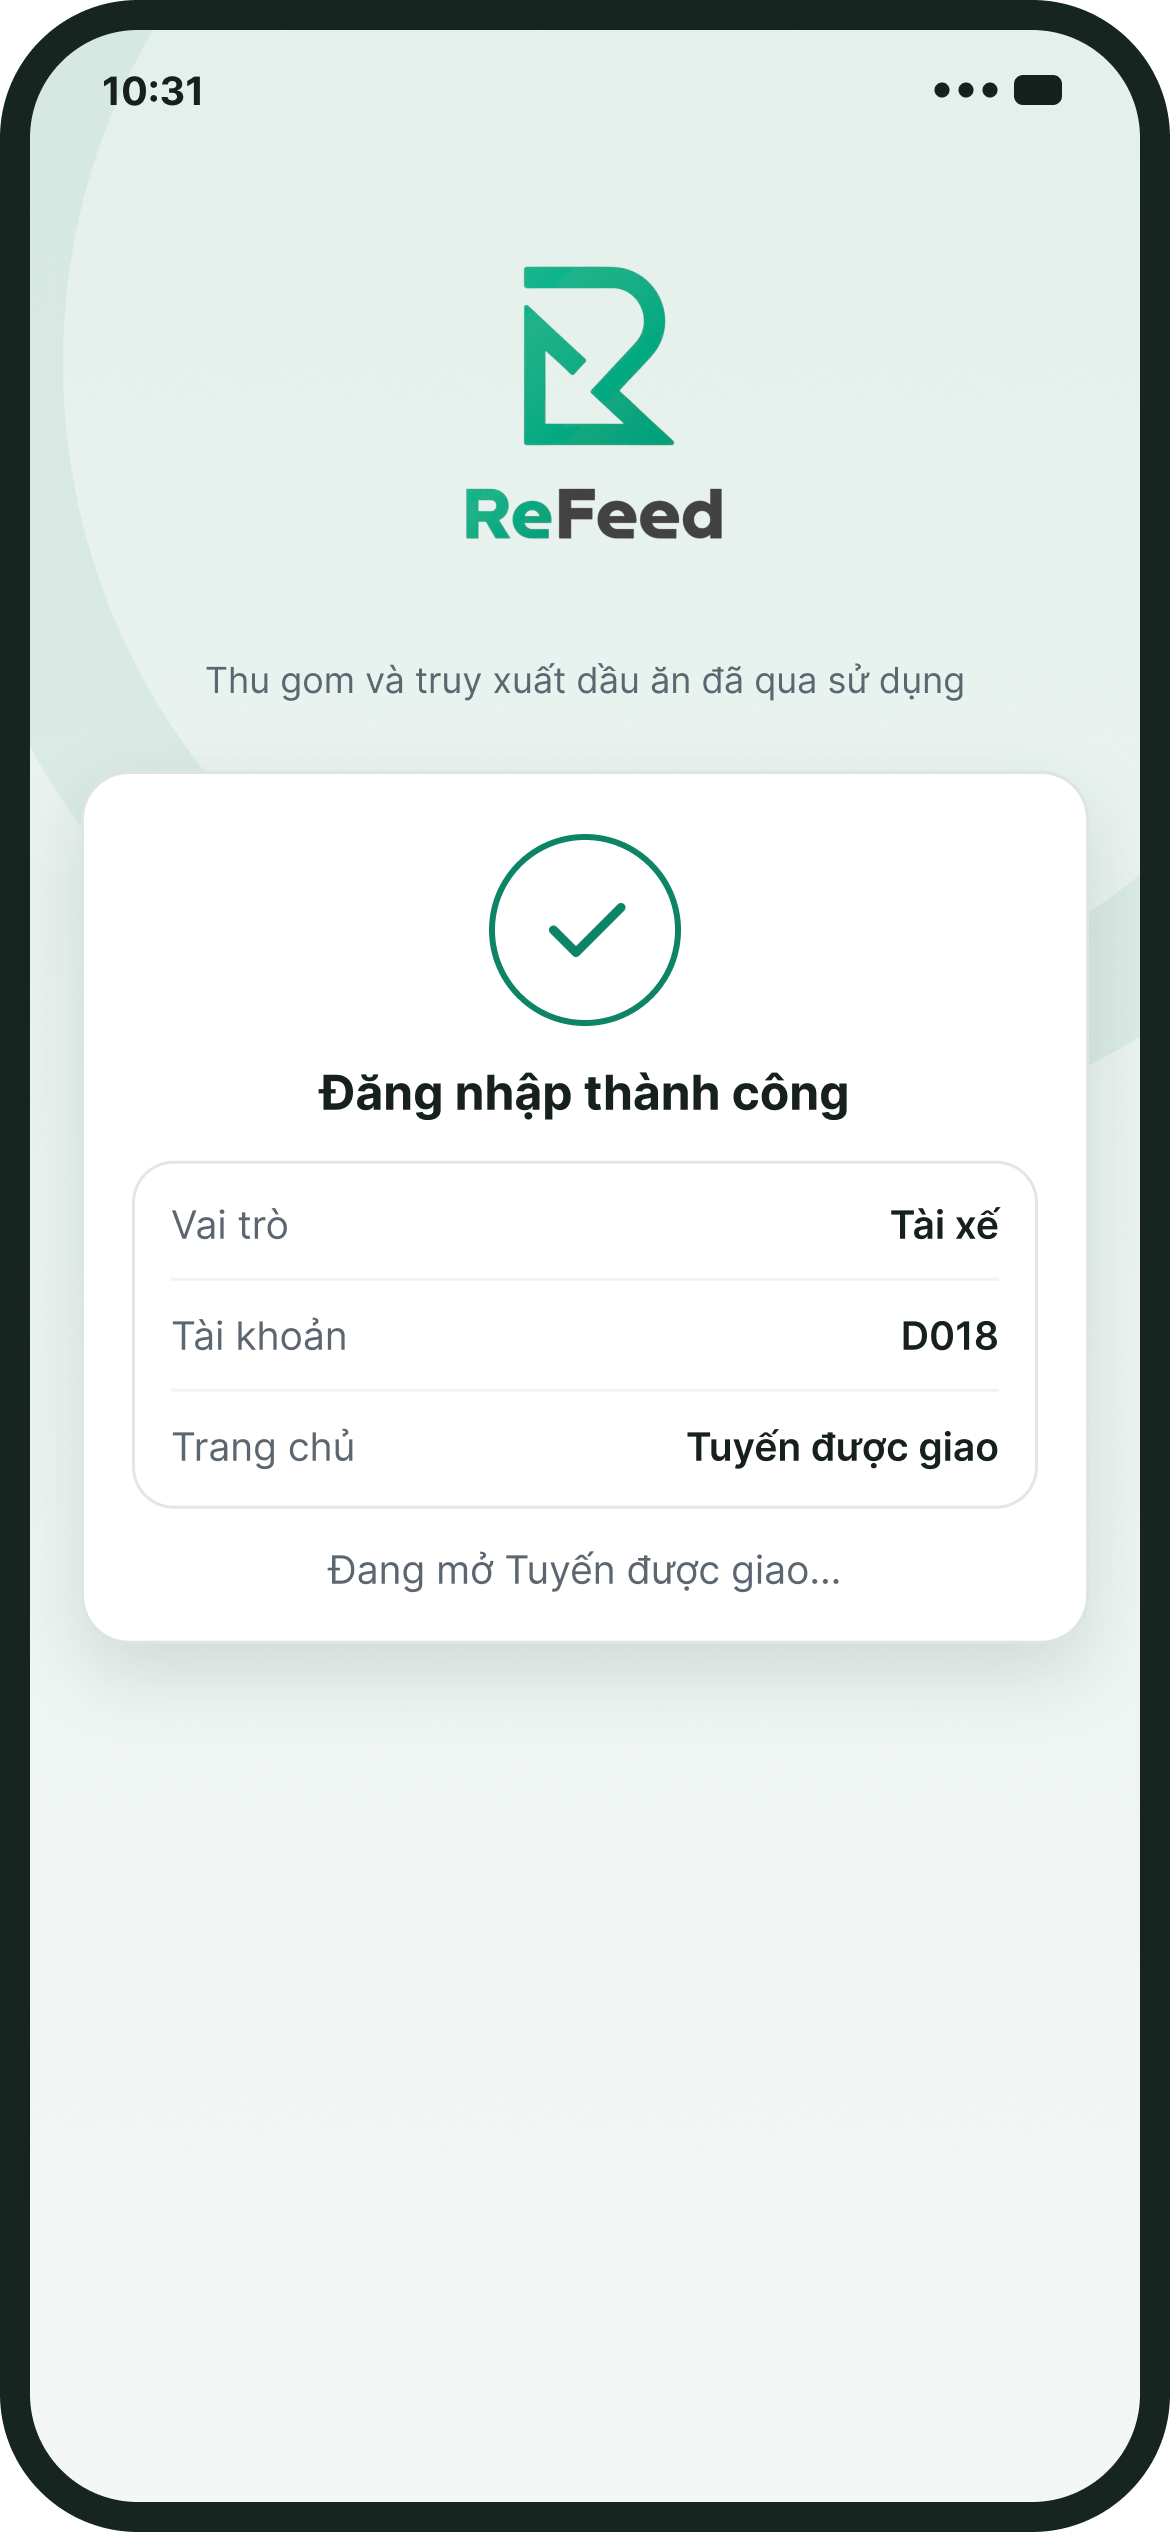 10:31
ReFeed
Thu gom và truy xuất dầu ăn đã qua sử dụng
Đăng nhập thành công
Vai trò Tài xế
Tài khoản D018
Trang chủ Tuyến được giao
Đang mở Tuyến được giao...